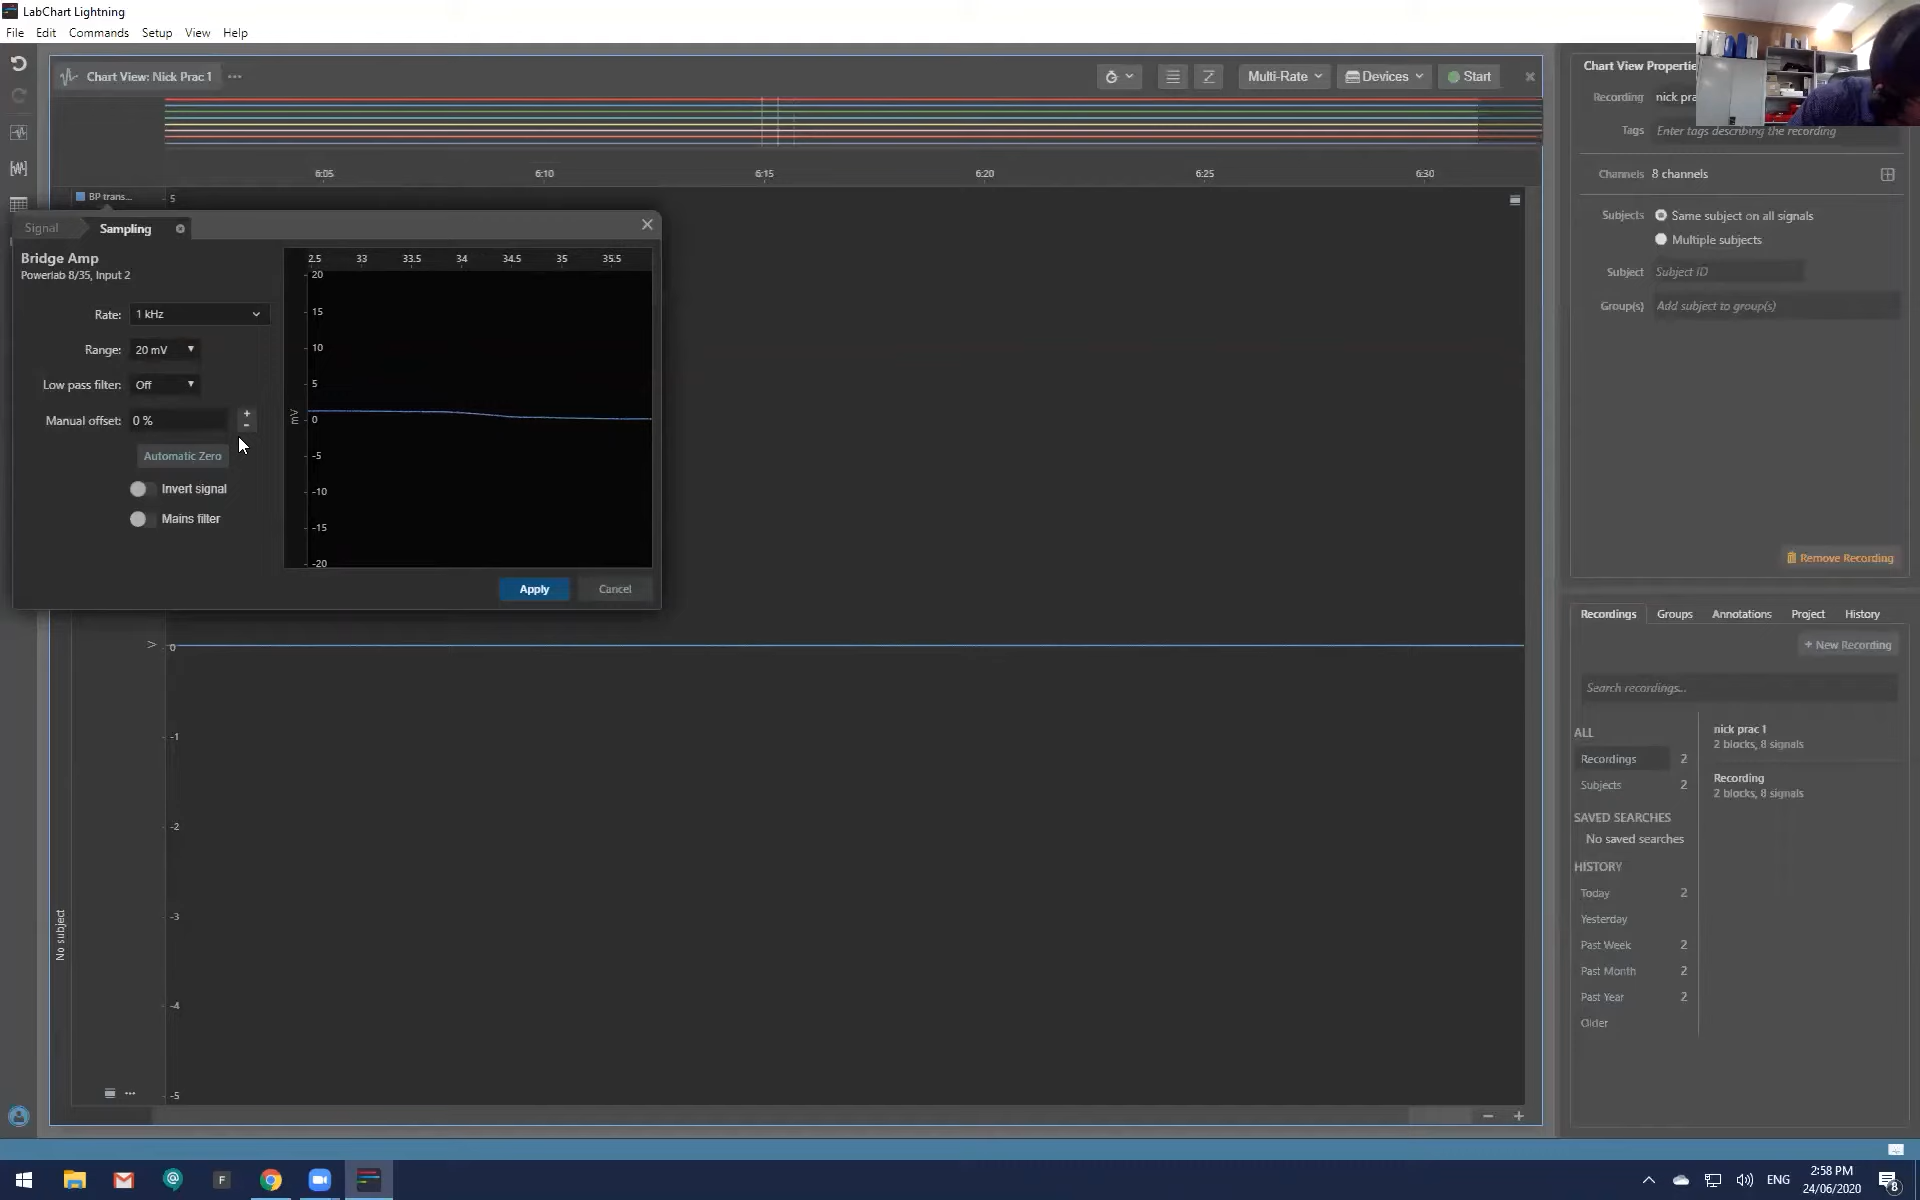 LabChart Lightning
File Edit Commands Setup View Help
Chart View: Nick Prac 1 ···
Multi-Rate Devices Start
6:05 6:10 6:15 6:20 6:25 6:30
BP trans...
5
Signal Sampling
Bridge Amp
Powerlab 8/35, Input 2
Rate: 1 kHz
Range: 20 mV
Low pass filter: Off
Manual offset: 0 %
+
-
Automatic Zero
Invert signal
Mains filter
2.5 33 33.5 34 34.5 35 35.5
20
15
10
5
0
-5
-10
-15
-20
mV
Apply Cancel
V
0
-1
-2
-3
-4
-5
No subject
Chart View Propertie
Recording nick pra
Tags Enter tags describing the recording
Channels 8 channels
Subjects Same subject on all signals
Multiple subjects
Subject Subject ID
Group(s) Add subject to group(s)
Remove Recording
Recordings Groups Annotations Project History
+ New Recording
Search recordings...
ALL
Recordings 2
Subjects 2
SAVED SEARCHES
No saved searches
HISTORY
Today 2
Yesterday
Past Week 2
Past Month 2
Past Year 2
Older
nick prac 1
2 blocks, 8 signals
Recording
2 blocks, 8 signals
F
ENG
2:58 PM
24/06/2020
8